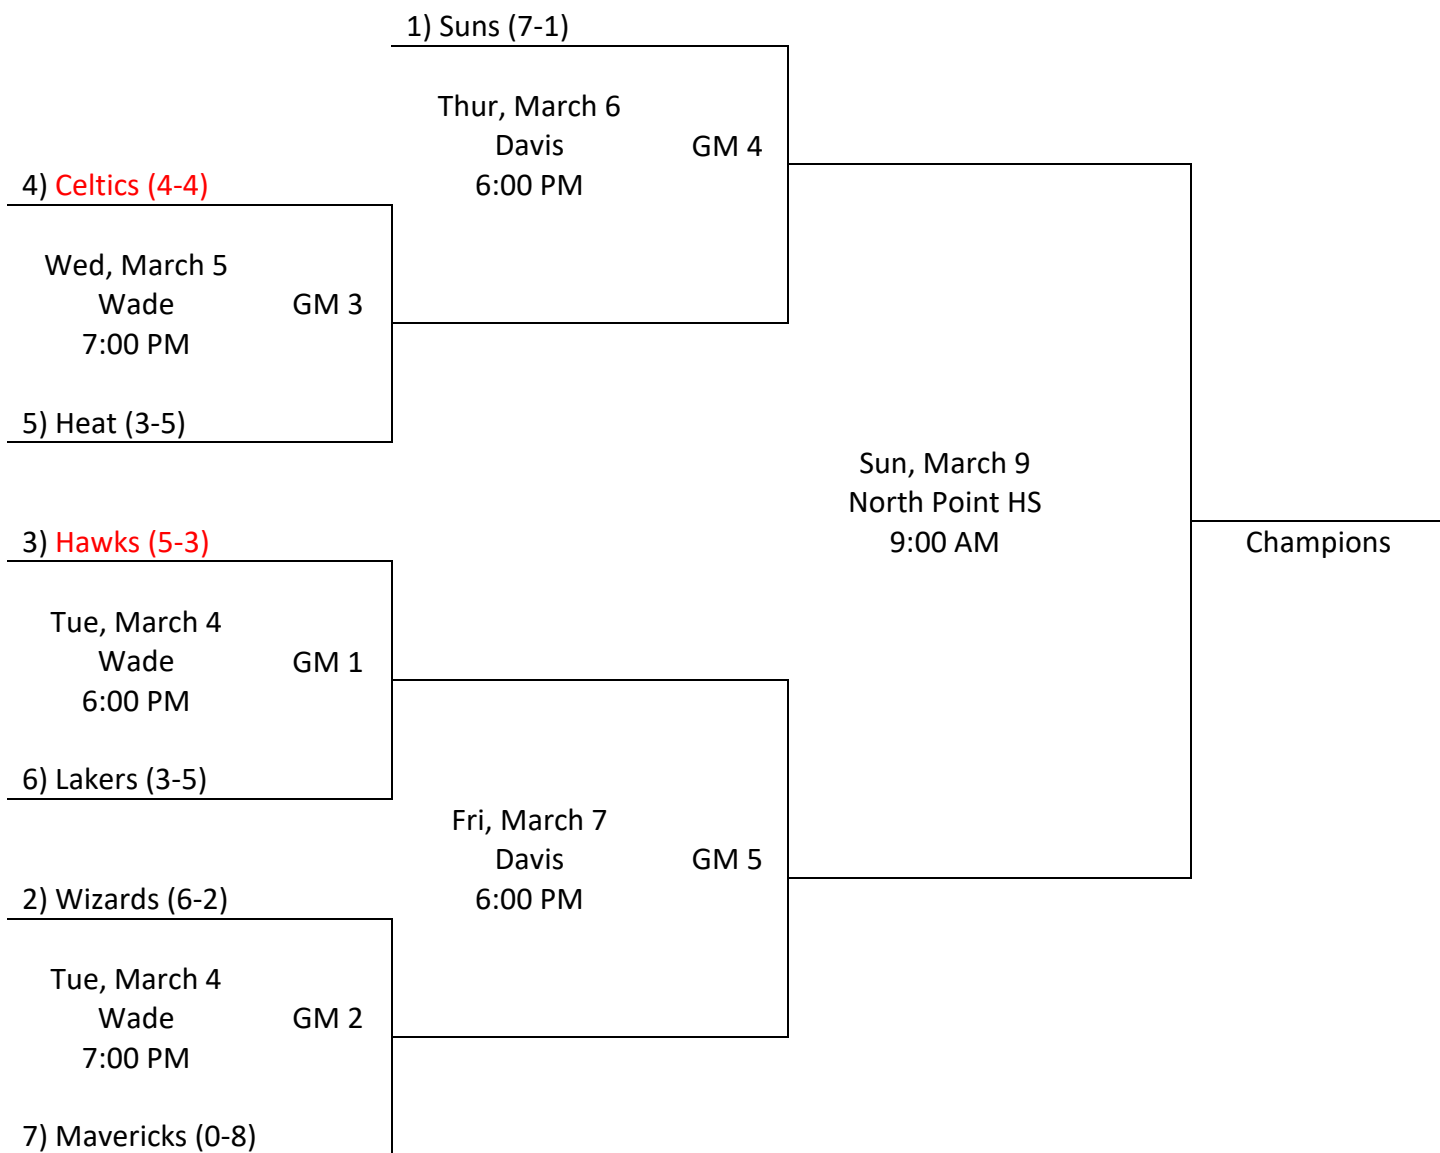 1) Suns (7-1)
Thur, March 6
Davis
GM 4
6:00 PM
4) Celtics (4-4)
Wed, March 5
Wade
GM 3
7:00 PM
5) Heat (3-5)
Sun, March 9
North Point HS
9:00 AM
Champions
3) Hawks (5-3)
Tue, March 4
Wade
GM 1
6:00 PM
6) Lakers (3-5)
Fri, March 7
Davis
GM 5
6:00 PM
2) Wizards (6-2)
Tue, March 4
Wade
GM 2
7:00 PM
7) Mavericks (0-8)